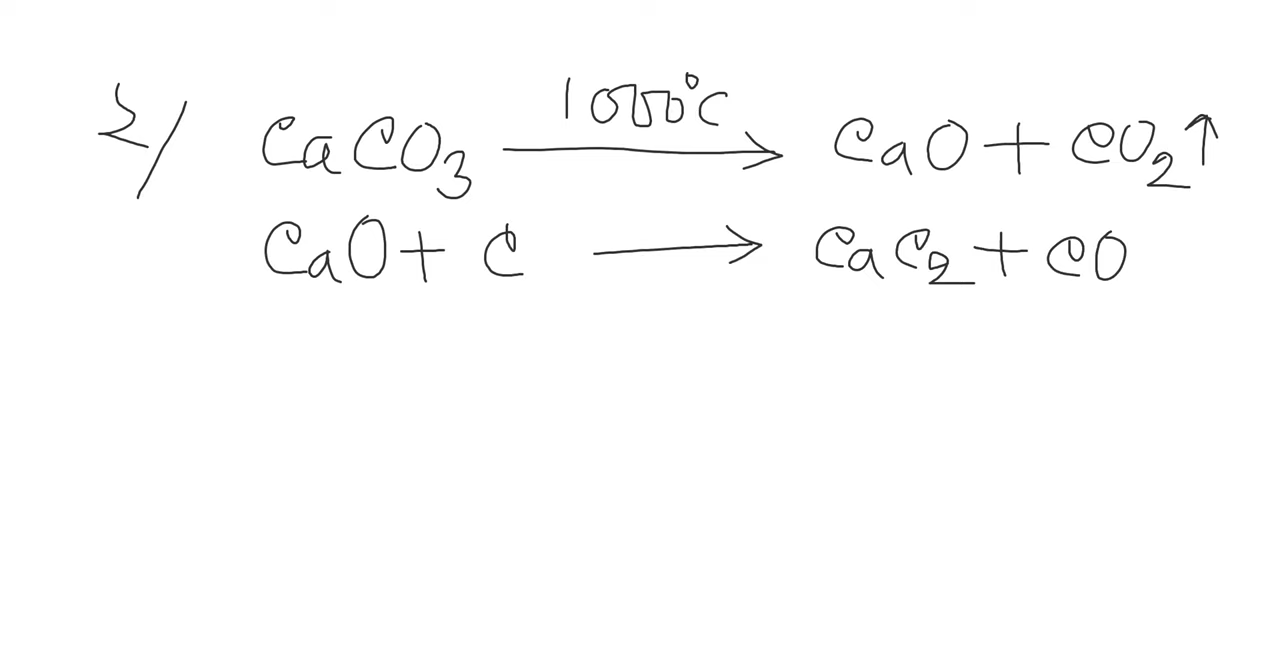 2/ CaCO₃ 1000°C → CaO + CO₂↑
CaO + C → CaC₂ + CO